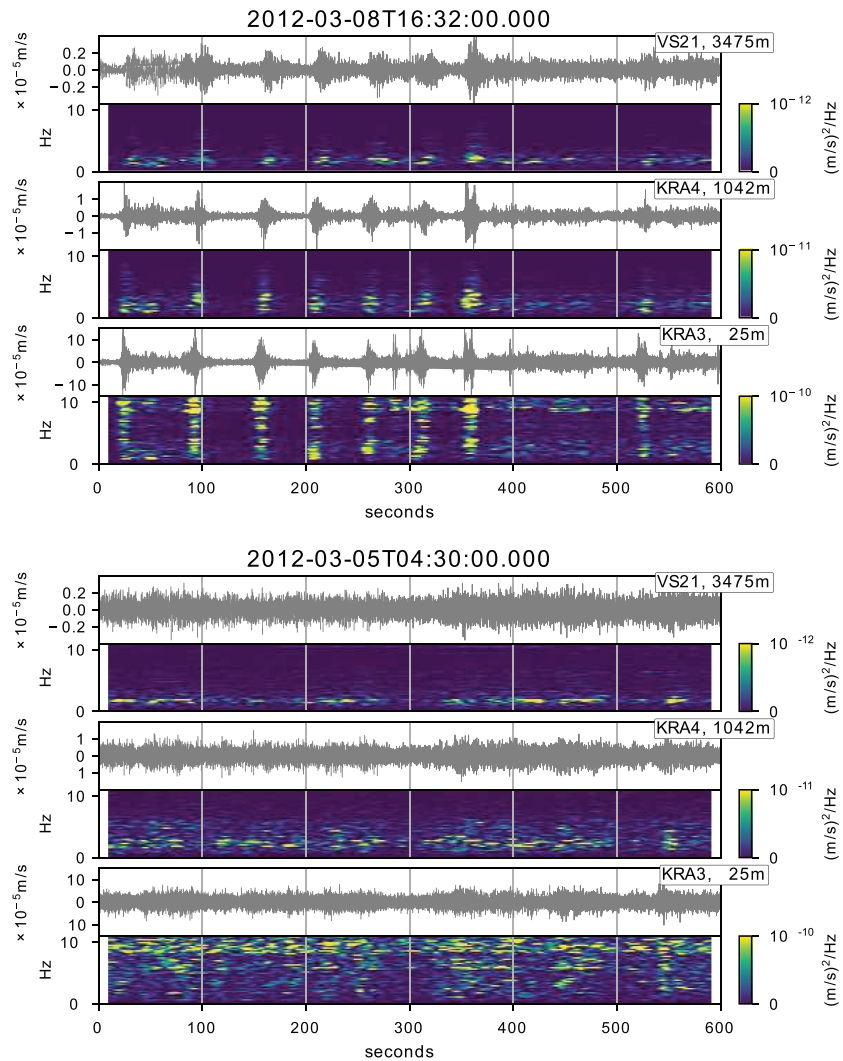 2012-03-08T16:32:00.000
× 10⁻⁵m/s
0.2
0.0
−0.2
VS21, 3475m
Hz
10
0
10⁻¹²
0
(m/s)²/Hz
× 10⁻⁵m/s
1
0
−1
KRA4, 1042m
Hz
10
0
10⁻¹¹
0
(m/s)²/Hz
× 10⁻⁵m/s
10
0
−10
KRA3, 25m
Hz
10
0
10⁻¹⁰
0
(m/s)²/Hz
0 100 200 300 400 500 600
seconds
2012-03-05T04:30:00.000
× 10⁻⁵m/s
0.2
0.0
−0.2
VS21, 3475m
Hz
10
0
10⁻¹²
0
(m/s)²/Hz
× 10⁻⁵m/s
1
0
1
KRA4, 1042m
Hz
10
0
10⁻¹¹
0
(m/s)²/Hz
× 10⁻⁵m/s
10
0
10
KRA3, 25m
Hz
10
0
10⁻¹⁰
0
(m/s)²/Hz
0 100 200 300 400 500 600
seconds